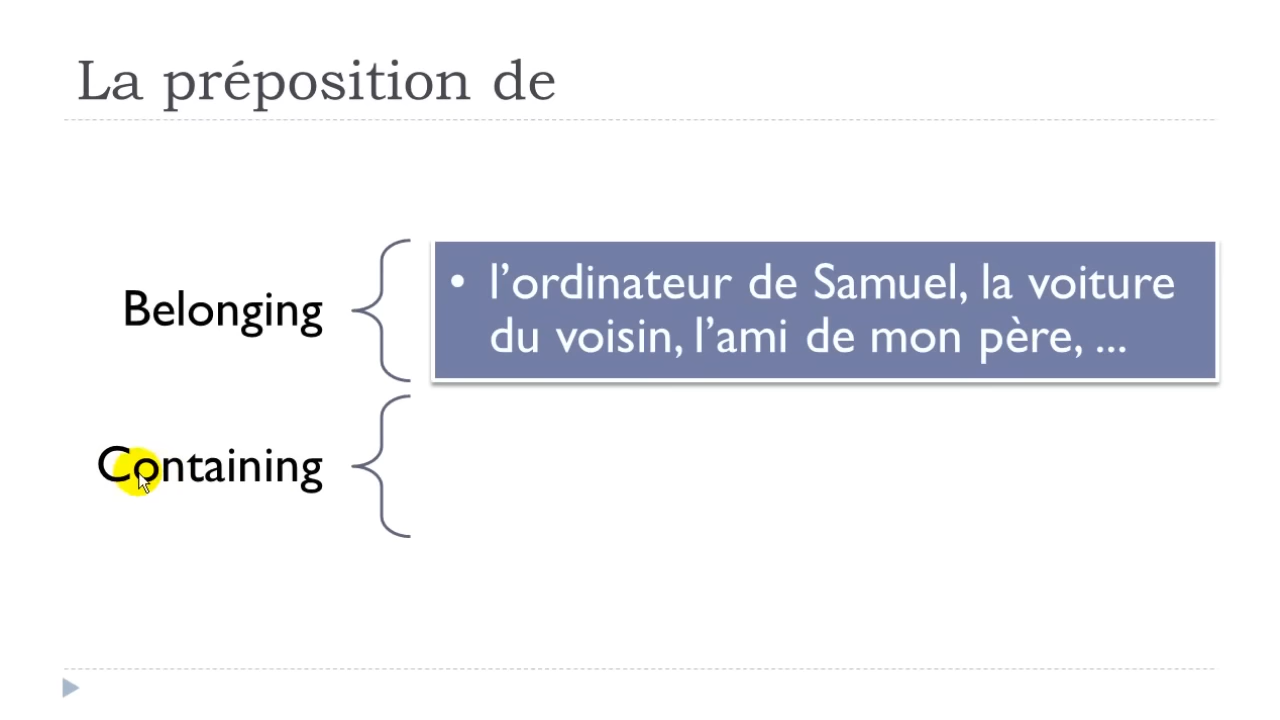 La préposition de
Belonging
• l’ordinateur de Samuel, la voiture
du voisin, l’ami de mon père, ...
Containing